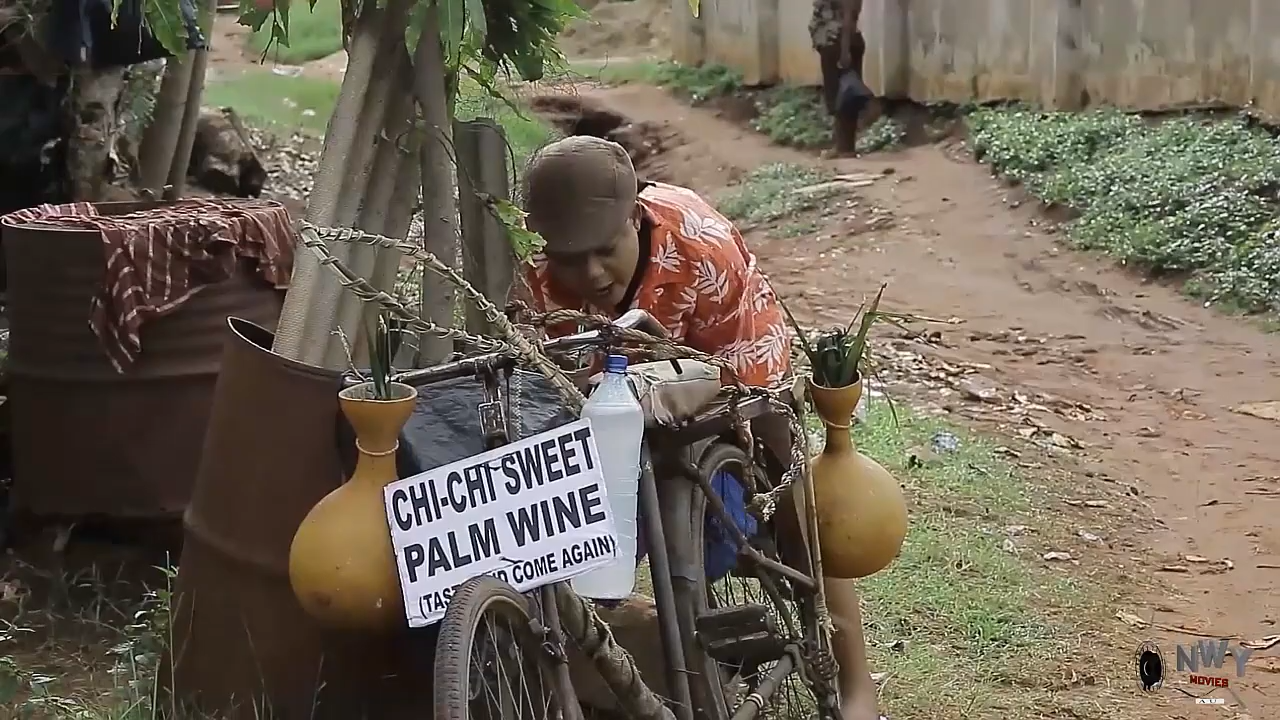 CHI-CHI SWEET
PALM WINE
COME AGAIN)
NWY
MOVIES